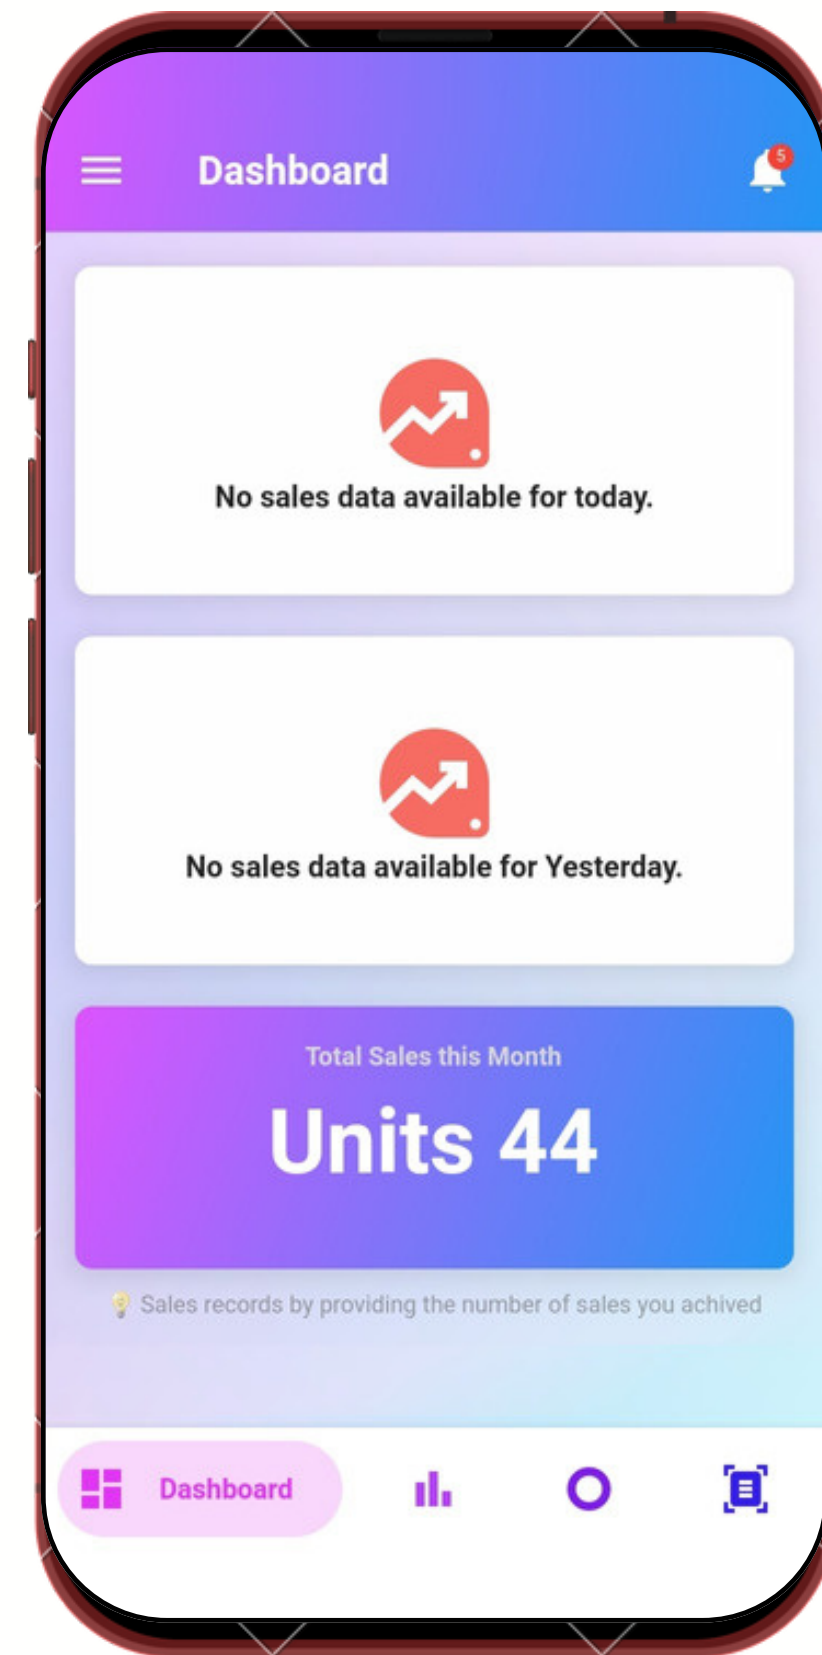 Dashboard
5
No sales data available for today.
No sales data available for Yesterday.
Total Sales this Month
Units 44
💡 Sales records by providing the number of sales you achived
Dashboard